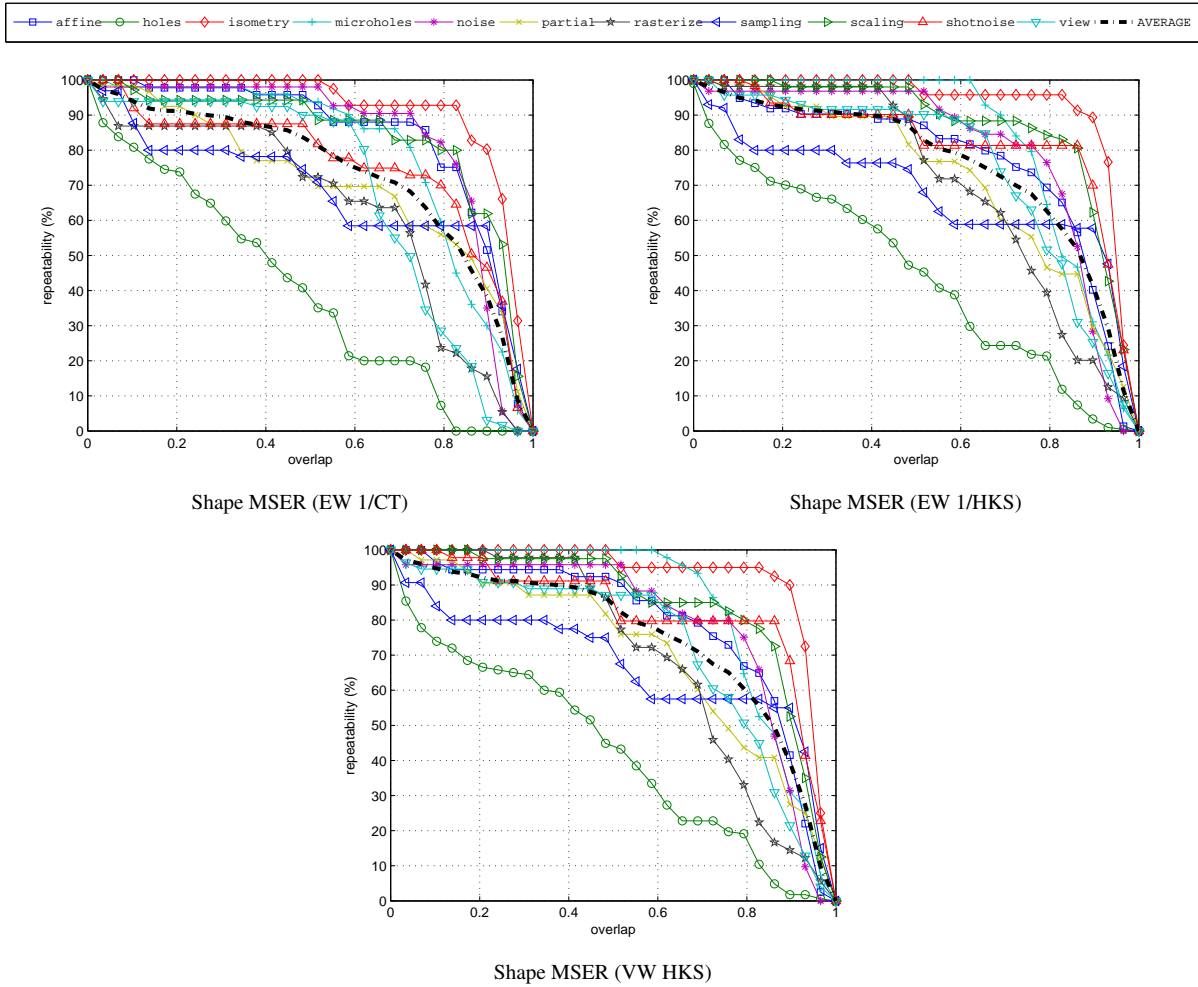 affine holes isometry microholes noise partial rasterize sampling scaling shotnoise view AVERAGE
100
90
80
70
60
50
40
30
20
10
0
repeatability (%)
0 0.2 0.4 0.6 0.8 1
overlap
Shape MSER (EW 1/CT)
100
90
80
70
60
50
40
30
20
10
0
repeatability (%)
0 0.2 0.4 0.6 0.8 1
overlap
Shape MSER (EW 1/HKS)
100
90
80
70
60
50
40
30
20
10
0
repeatability (%)
0 0.2 0.4 0.6 0.8 1
overlap
Shape MSER (VW HKS)